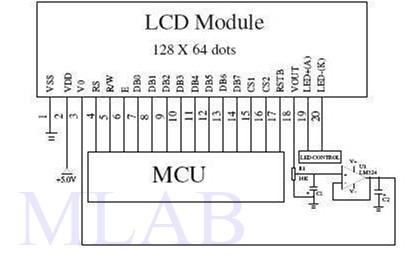 LCD Module
128 X 64 dots
VSS VDD V0 RS R/W E DB0 DB1 DB2 DB3 DB4 DB5 DB6 DB7 CS1 CS2 RSTB VOUT LED+(A) LED-(K)
1 2 3 4 5 6 7 8 9 10 11 12 13 14 15 16 17 18 19 20
LED-CONTROL
+5.0V
MCU
R1
10K
C1
LM324
C2
MLAB